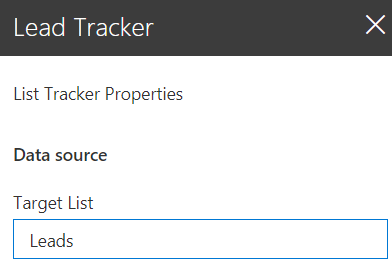 Lead Tracker
List Tracker Properties
Data source
Target List
Leads